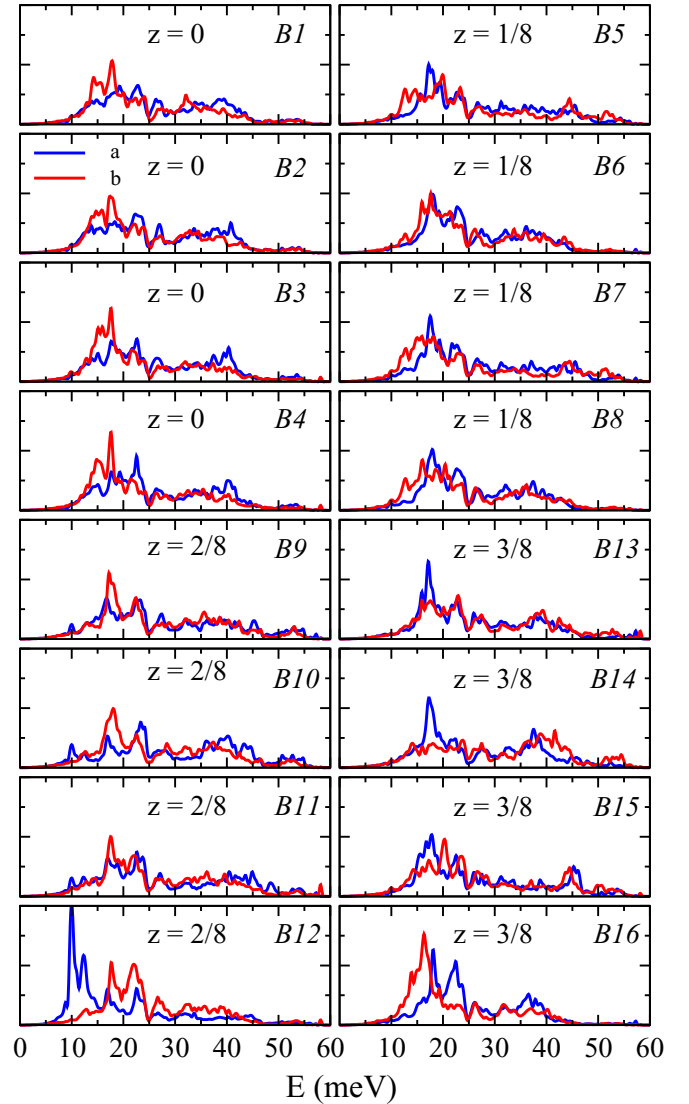 z = 0 B1
z = 1/8 B5
a
b
z = 0 B2
z = 1/8 B6
z = 0 B3
z = 1/8 B7
z = 0 B4
z = 1/8 B8
z = 2/8 B9
z = 3/8 B13
z = 2/8 B10
z = 3/8 B14
z = 2/8 B11
z = 3/8 B15
z = 2/8 B12
z = 3/8 B16
0 10 20 30 40 50 60 0 10 20 30 40 50 60
E (meV)